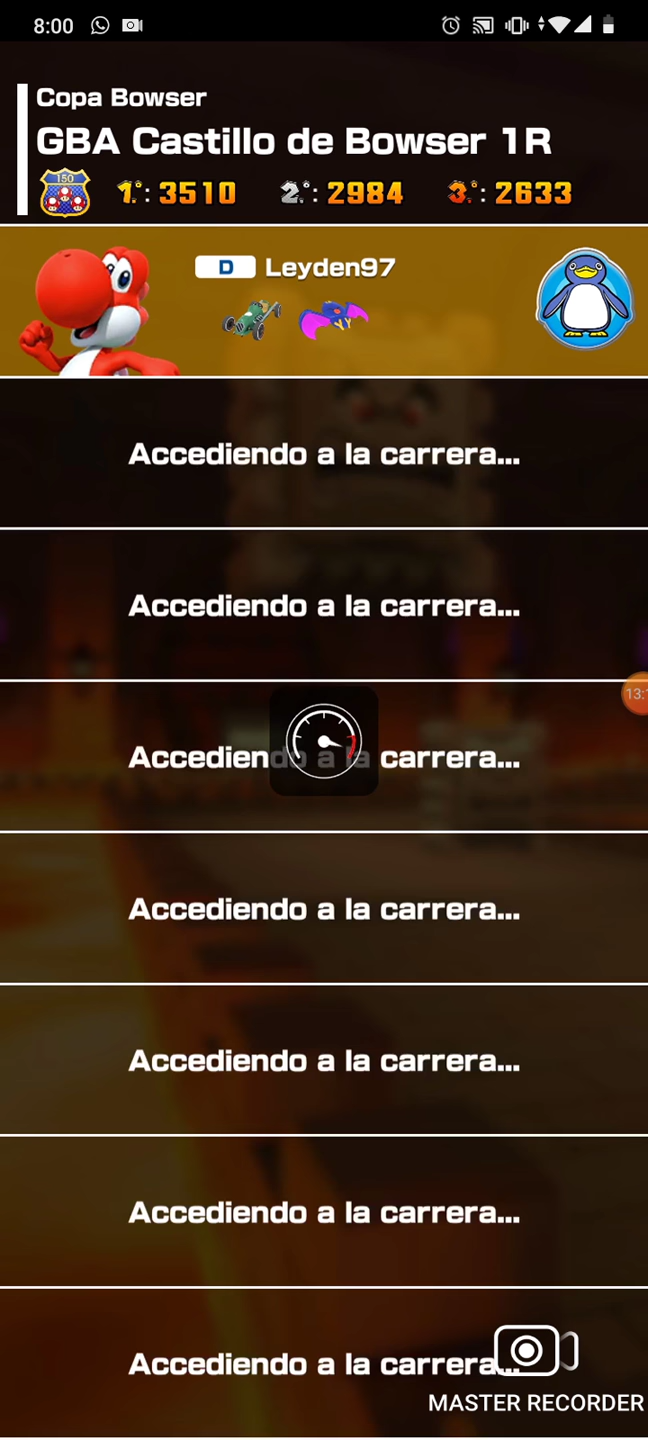 8:00
Copa Bowser
GBA Castillo de Bowser 1R
150 1.º: 3510 2.º: 2984 3.º: 2633
D Leyden97
Accediendo a la carrera...
Accediendo a la carrera...
Accediendo a la carrera...
Accediendo a la carrera...
Accediendo a la carrera...
Accediendo a la carrera...
Accediendo a la carrera...
MASTER RECORDER